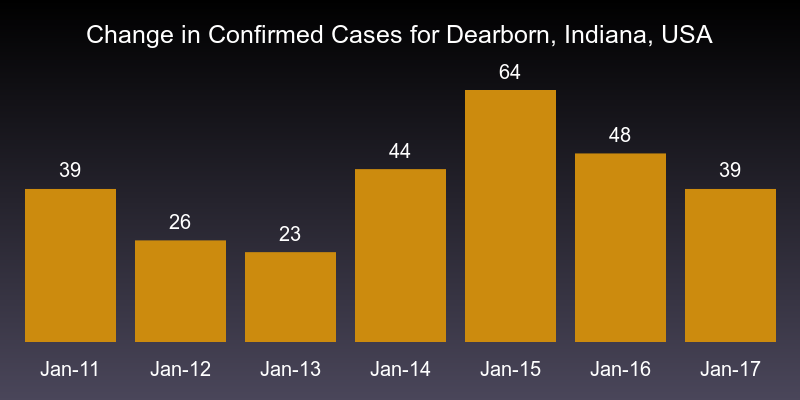 Change in Confirmed Cases for Dearborn, Indiana, USA
39
26
23
44
64
48
39
Jan-11
Jan-12
Jan-13
Jan-14
Jan-15
Jan-16
Jan-17